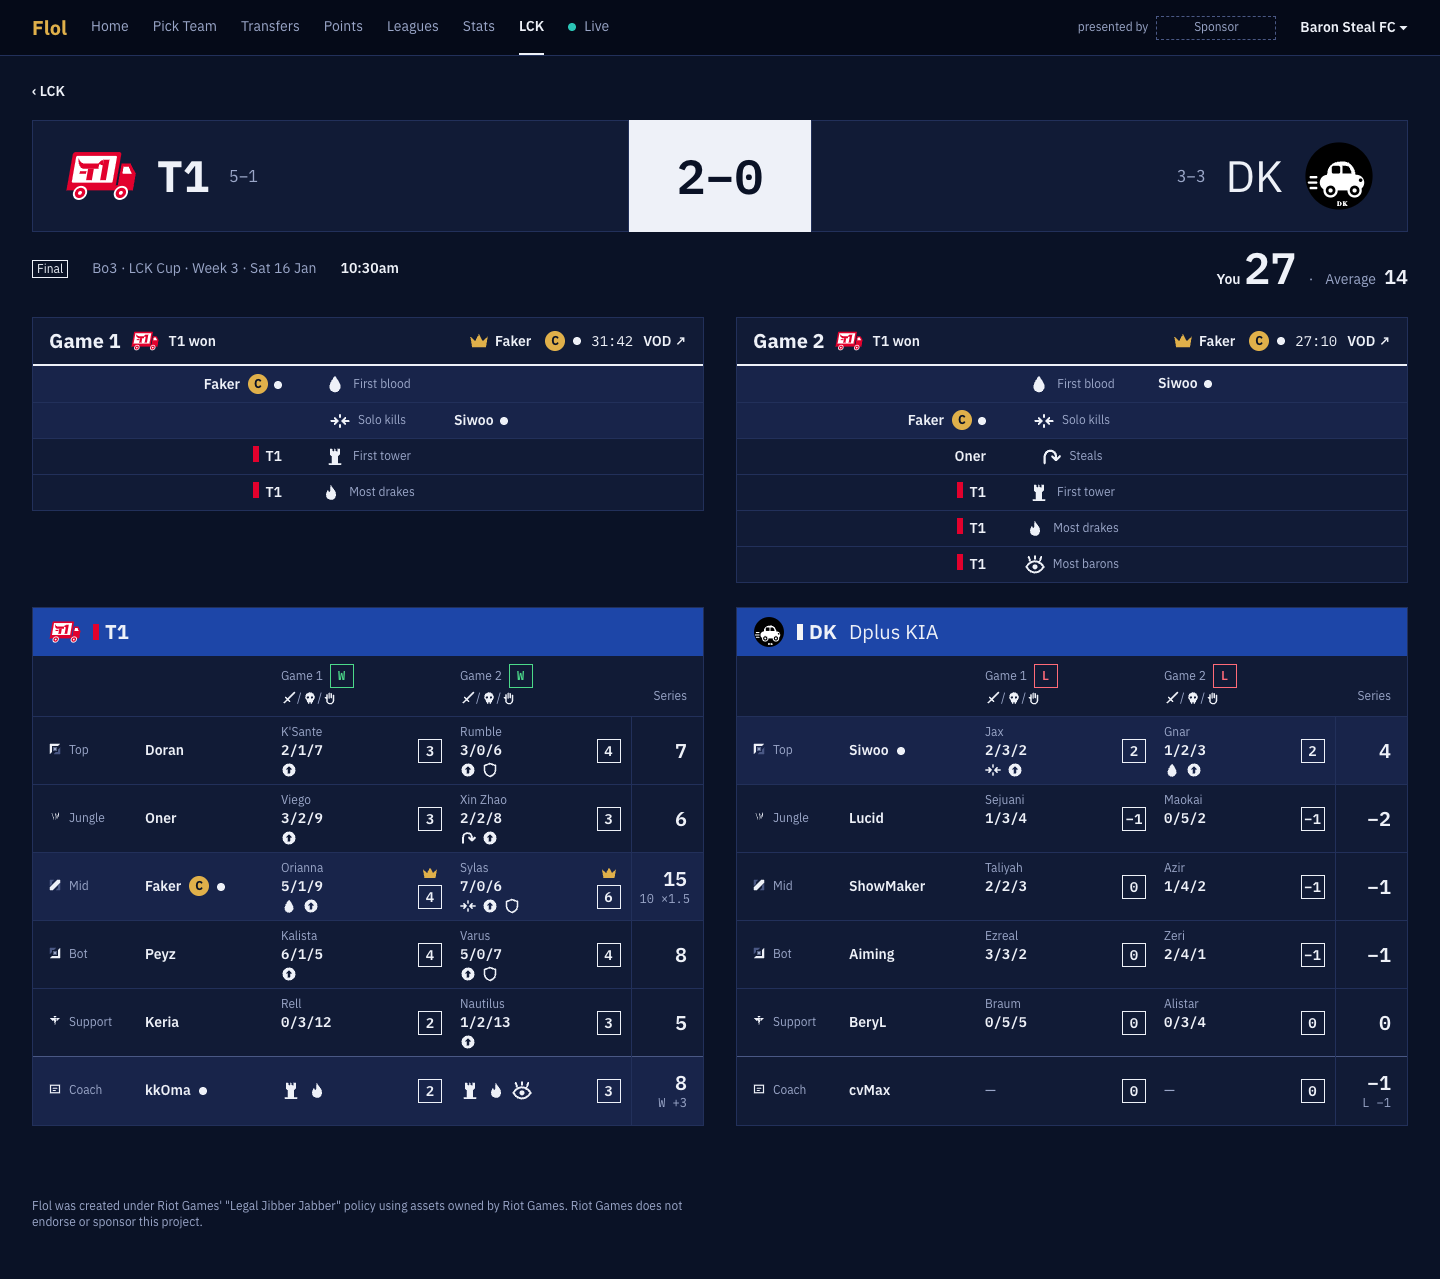 Flol Home Pick Team Transfers Points Leagues Stats LCK Live presented by Sponsor Baron Steal FC
‹ LCK
T1 T1 5–1 2–0 3–3 DK DK
Final Bo3 · LCK Cup · Week 3 · Sat 16 Jan 10:30am You 27 · Average 14
Game 1 T1 T1 won Faker C 31:42 VOD ↗
Faker C First blood
Solo kills Siwoo
T1 First tower
T1 Most drakes
Game 2 T1 T1 won Faker C 27:10 VOD ↗
First blood Siwoo
Faker C Solo kills
Oner Steals
T1 First tower
T1 Most drakes
T1 Most barons
T1 T1
Game 1 W Game 2 W
/ / / / Series
K'Sante Rumble
Top Doran 2/1/7 3 3/0/6 4 7
Viego Xin Zhao
Jungle Oner 3/2/9 3 2/2/8 3 6
Orianna Sylas
Mid Faker C 5/1/9 4 7/0/6 6 15
10 ×1.5
Kalista Varus
Bot Peyz 6/1/5 4 5/0/7 4 8
Rell Nautilus
Support Keria 0/3/12 2 1/2/13 3 5
Coach kkOma 2 3 8
W +3
DK Dplus KIA
Game 1 L Game 2 L
/ / / / Series
Jax Gnar
Top Siwoo 2/3/2 2 1/2/3 2 4
Sejuani Maokai
Jungle Lucid 1/3/4 −1 0/5/2 −1 −2
Taliyah Azir
Mid ShowMaker 2/2/3 0 1/4/2 −1 −1
Ezreal Zeri
Bot Aiming 3/3/2 0 2/4/1 −1 −1
Braum Alistar
Support BeryL 0/5/5 0 0/3/4 0 0
Coach cvMax — 0 — 0 −1
L −1
Flol was created under Riot Games' "Legal Jibber Jabber" policy using assets owned by Riot Games. Riot Games does not
endorse or sponsor this project.